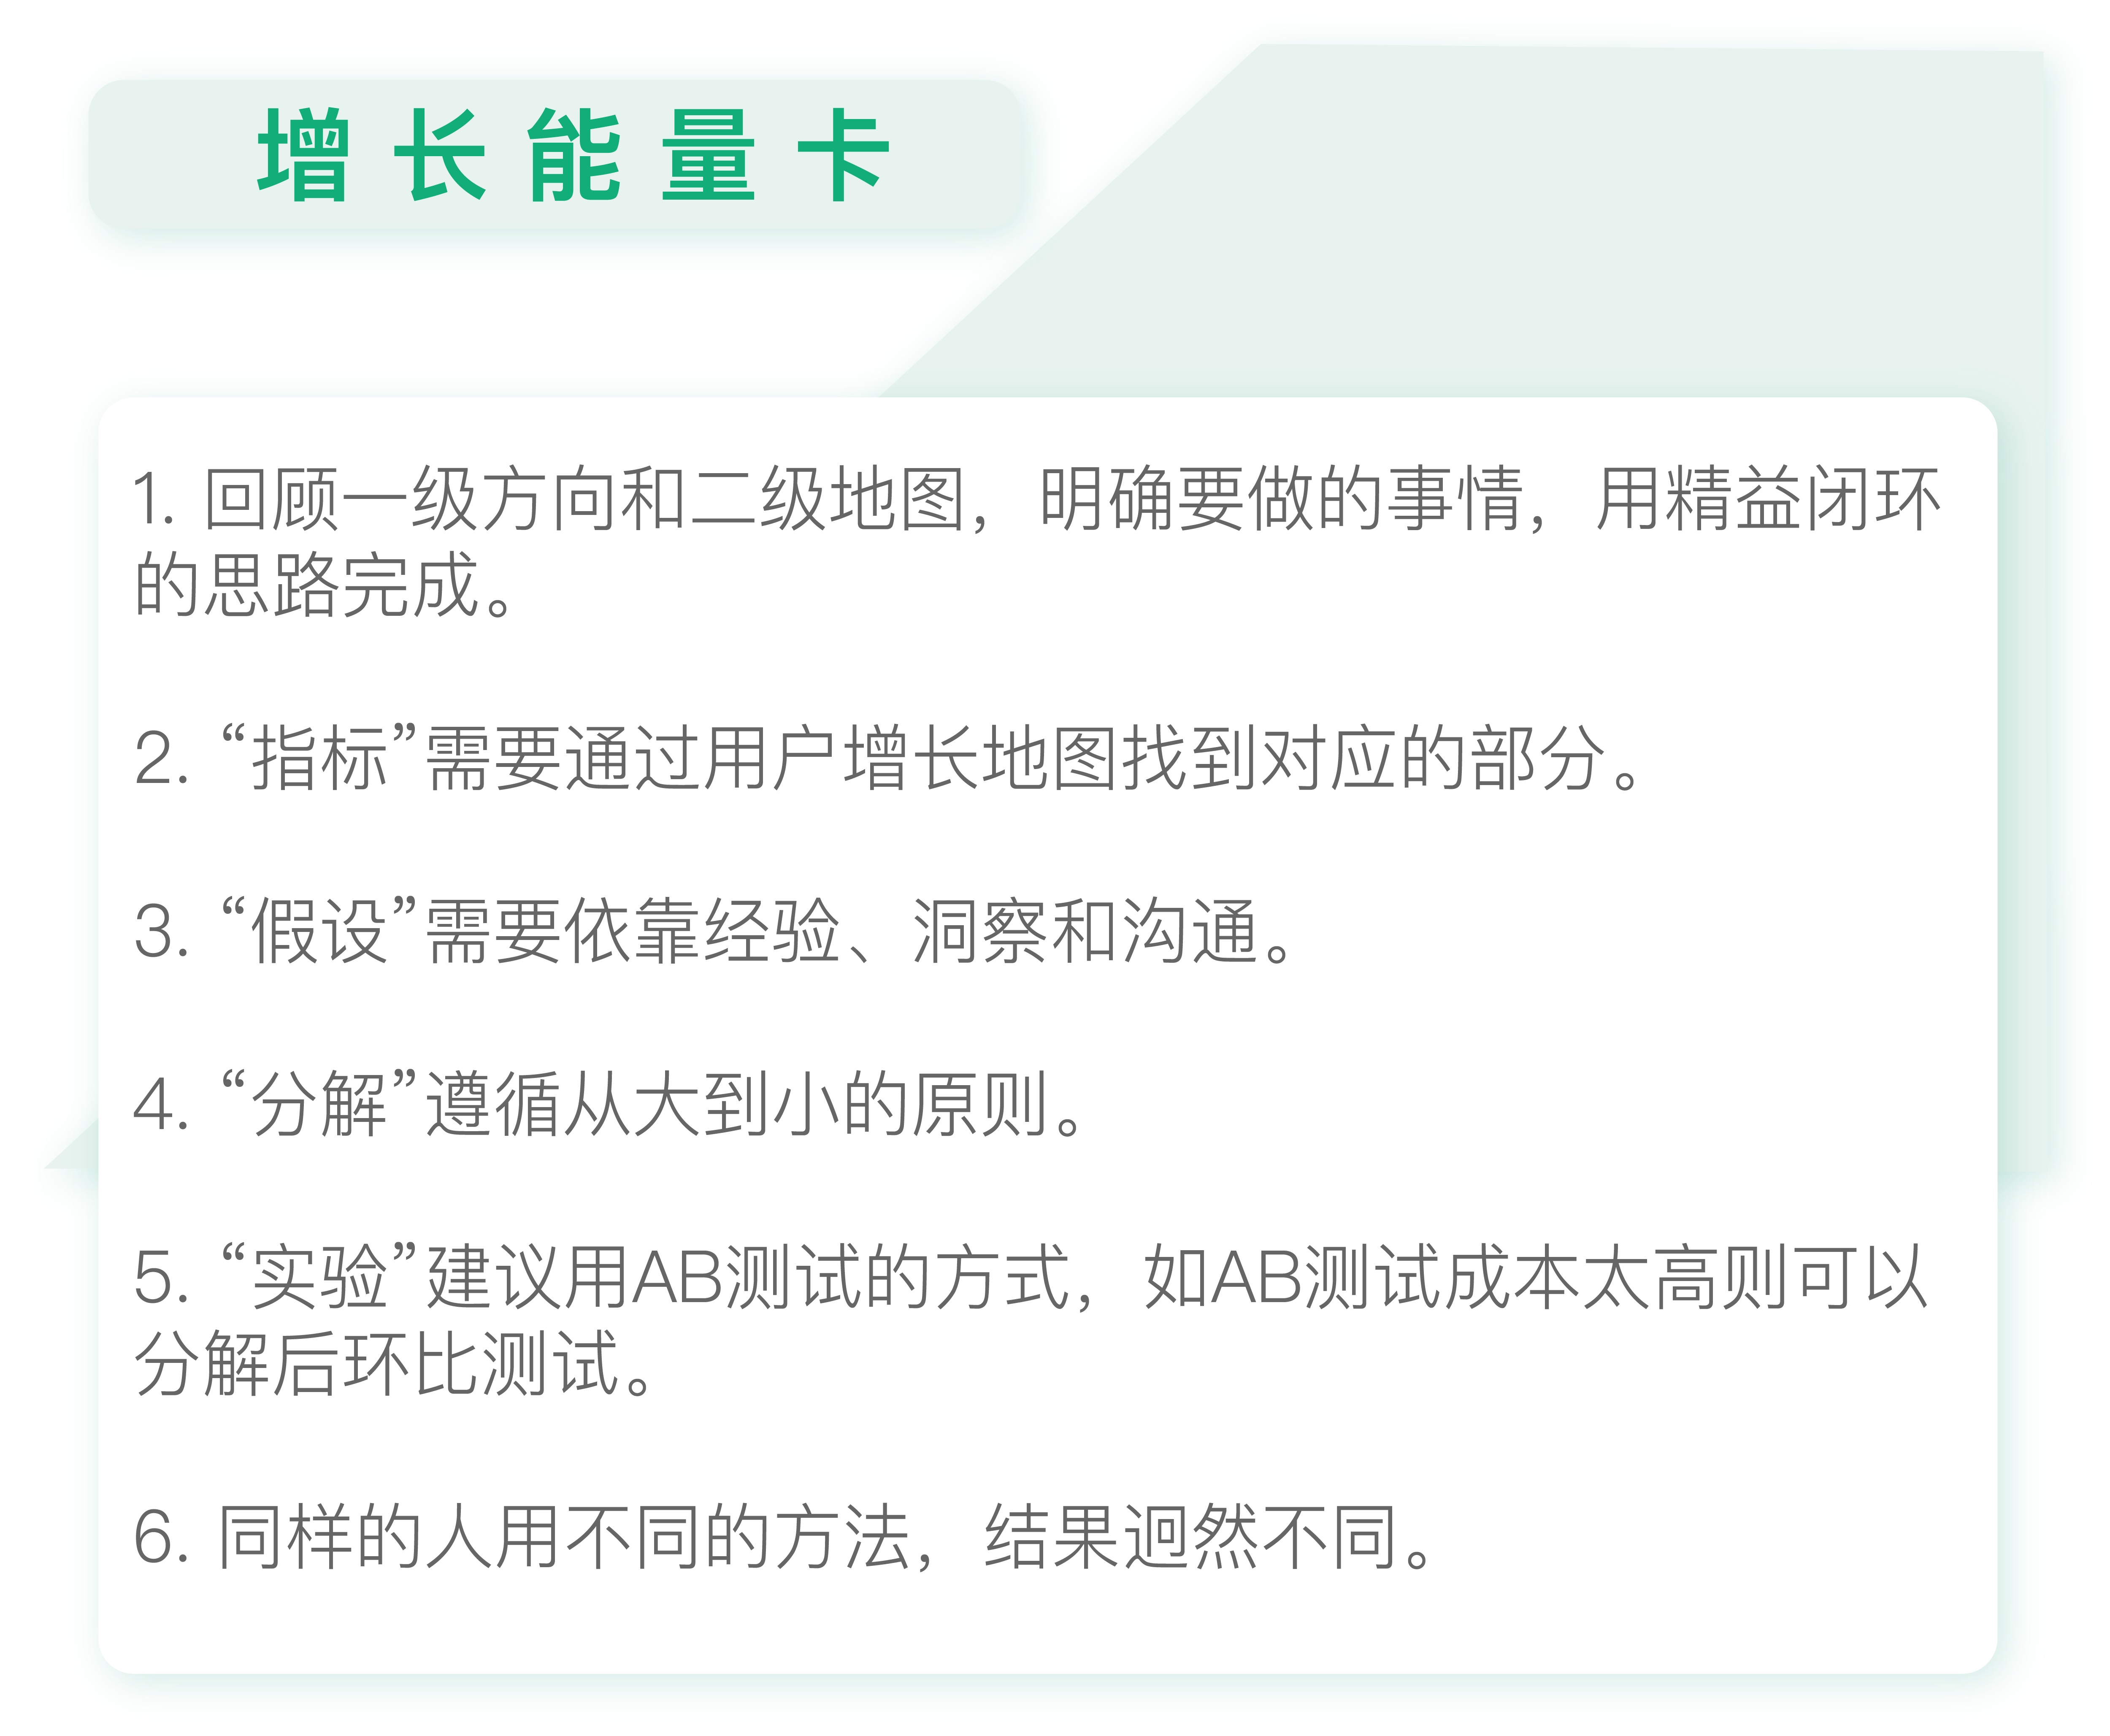 增长能量卡
1. 回顾一级方向和二级地图，明确要做的事情，用精益闭环
的思路完成。
2. “指标”需要通过用户增长地图找到对应的部分。
3. “假设”需要依靠经验、洞察和沟通。
4. “分解”遵循从大到小的原则。
5. “实验”建议用AB测试的方式，如AB测试成本太高则可以
分解后环比测试。
6. 同样的人用不同的方法，结果迥然不同。